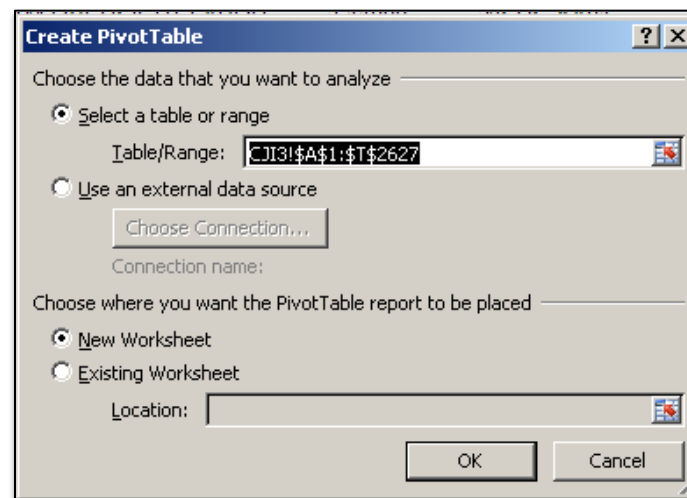 Create PivotTable
Choose the data that you want to analyze
Select a table or range
Table/Range: CJI3!$A$1:$T$2627
Use an external data source
Choose Connection...
Connection name:
Choose where you want the PivotTable report to be placed
New Worksheet
Existing Worksheet
Location:
OK Cancel